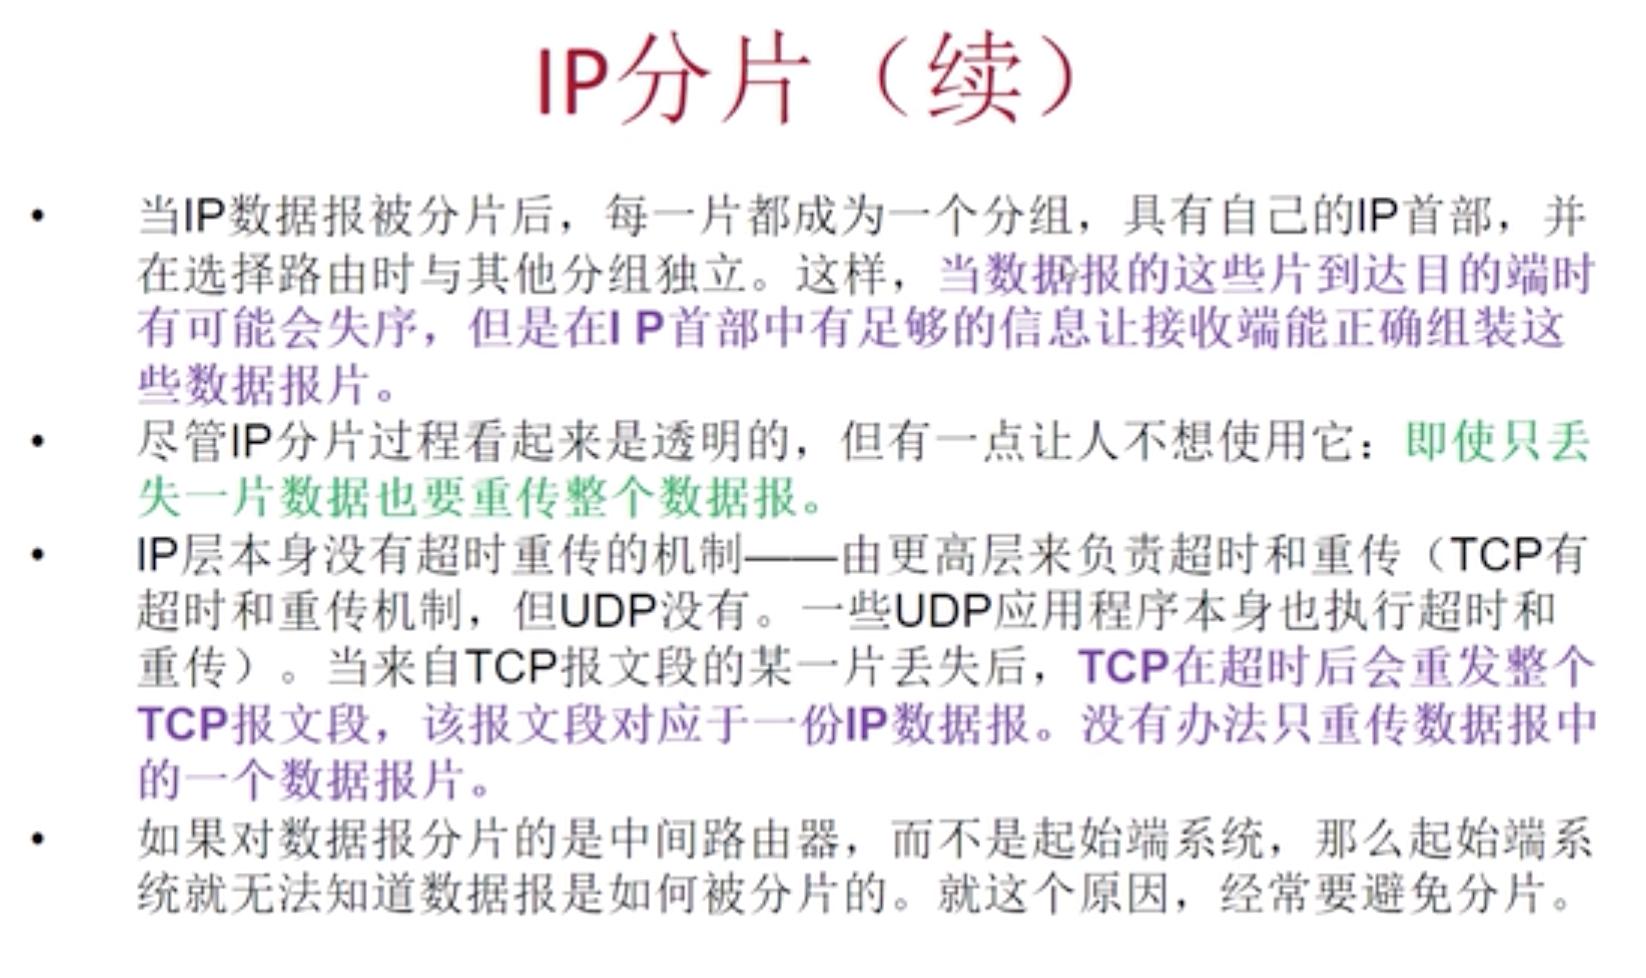 IP分片（续）
• 当IP数据报被分片后，每一片都成为一个分组，具有自己的IP首部，并
在选择路由时与其他分组独立。这样，当数据报的这些片到达目的端时
有可能会失序，但是在I P首部中有足够的信息让接收端能正确组装这
些数据报片。
• 尽管IP分片过程看起来是透明的，但有一点让人不想使用它：即使只丢
失一片数据也要重传整个数据报。
• IP层本身没有超时重传的机制——由更高层来负责超时和重传（TCP有
超时和重传机制，但UDP没有。一些UDP应用程序本身也执行超时和
重传）。当来自TCP报文段的某一片丢失后，TCP在超时后会重发整个
TCP报文段，该报文段对应于一份IP数据报。没有办法只重传数据报中
的一个数据报片。
• 如果对数据报分片的是中间路由器，而不是起始端系统，那么起始端系
统就无法知道数据报是如何被分片的。就这个原因，经常要避免分片。